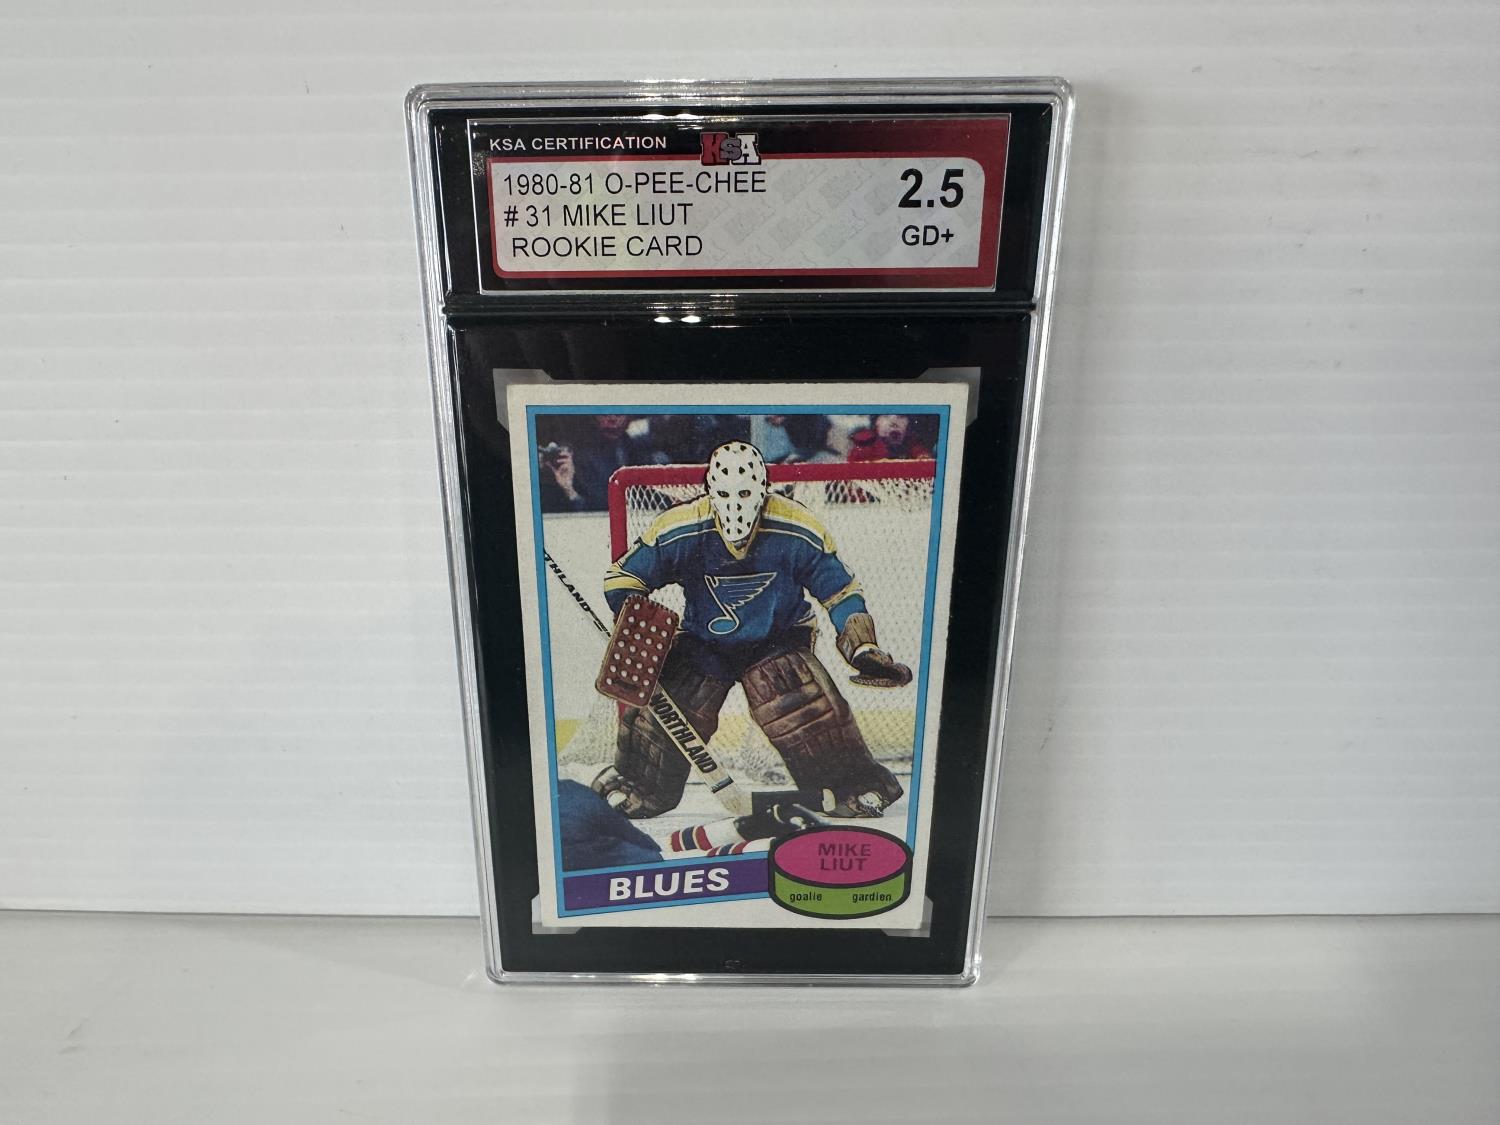 KSA CERTIFICATION KSA
1980-81 O-PEE-CHEE
# 31 MIKE LIUT
ROOKIE CARD
2.5
GD+
THLAND
NORTHLAND
MIKE
LIUT
BLUES
goalie gardien